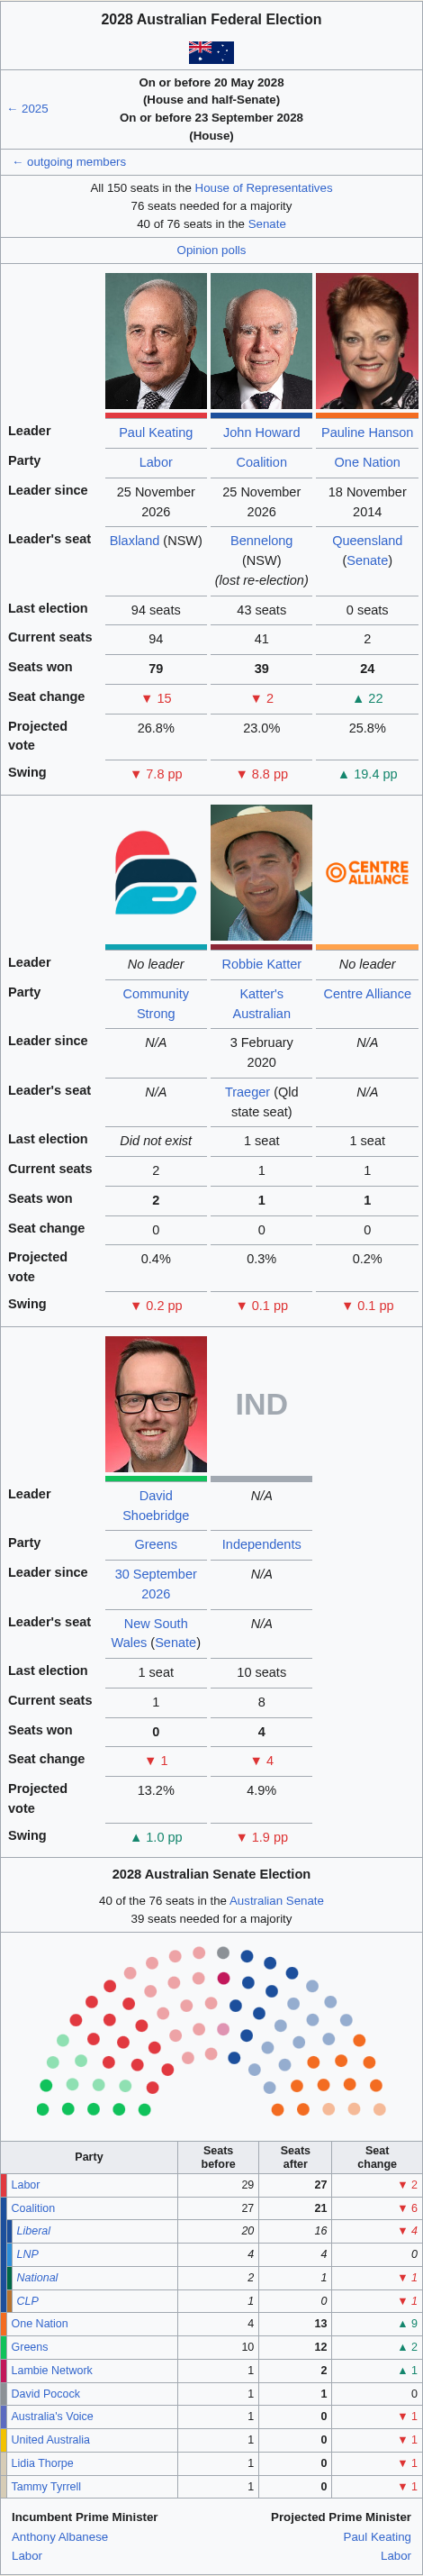 2028 Australian Federal Election
← 2025
On or before 20 May 2028
(House and half-Senate)
On or before 23 September 2028
(House)
← outgoing members
All 150 seats in the House of Representatives
76 seats needed for a majority
40 of 76 seats in the Senate
Opinion polls
Leader Paul Keating John Howard Pauline Hanson
Party Labor Coalition One Nation
Leader since 25 November 2026 25 November 2026 18 November 2014
Leader's seat Blaxland (NSW) Bennelong (NSW) (lost re-election) Queensland (Senate)
Last election 94 seats 43 seats 0 seats
Current seats 94 41 2
Seats won 79 39 24
Seat change ▼ 15 ▼ 2 ▲ 22
Projected vote 26.8% 23.0% 25.8%
Swing ▼ 7.8 pp ▼ 8.8 pp ▲ 19.4 pp
CENTRE
ALLIANCE
Leader No leader Robbie Katter No leader
Party Community Strong Katter's Australian Centre Alliance
Leader since N/A 3 February 2020 N/A
Leader's seat N/A Traeger (Qld state seat) N/A
Last election Did not exist 1 seat 1 seat
Current seats 2 1 1
Seats won 2 1 1
Seat change 0 0 0
Projected vote 0.4% 0.3% 0.2%
Swing ▼ 0.2 pp ▼ 0.1 pp ▼ 0.1 pp
IND
Leader David Shoebridge N/A
Party Greens Independents
Leader since 30 September 2026 N/A
Leader's seat New South Wales (Senate) N/A
Last election 1 seat 10 seats
Current seats 1 8
Seats won 0 4
Seat change ▼ 1 ▼ 4
Projected vote 13.2% 4.9%
Swing ▲ 1.0 pp ▼ 1.9 pp
2028 Australian Senate Election
40 of the 76 seats in the Australian Senate
39 seats needed for a majority
Party Seats before Seats after Seat change
Labor 29 27 ▼ 2
Coalition 27 21 ▼ 6
Liberal 20 16 ▼ 4
LNP 4 4 0
National 2 1 ▼ 1
CLP 1 0 ▼ 1
One Nation 4 13 ▲ 9
Greens 10 12 ▲ 2
Lambie Network 1 2 ▲ 1
David Pocock 1 1 0
Australia's Voice 1 0 ▼ 1
United Australia 1 0 ▼ 1
Lidia Thorpe 1 0 ▼ 1
Tammy Tyrrell 1 0 ▼ 1
Incumbent Prime Minister Projected Prime Minister
Anthony Albanese Paul Keating
Labor Labor